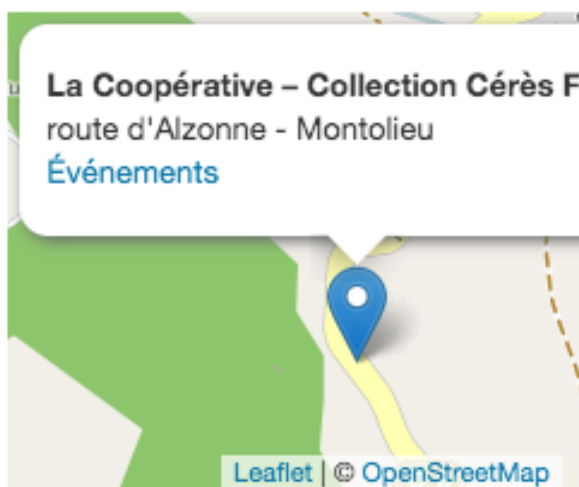 La Coopérative – Collection Cérès F
route d'Alzonne - Montolieu
Événements
Leaflet | © OpenStreetMap